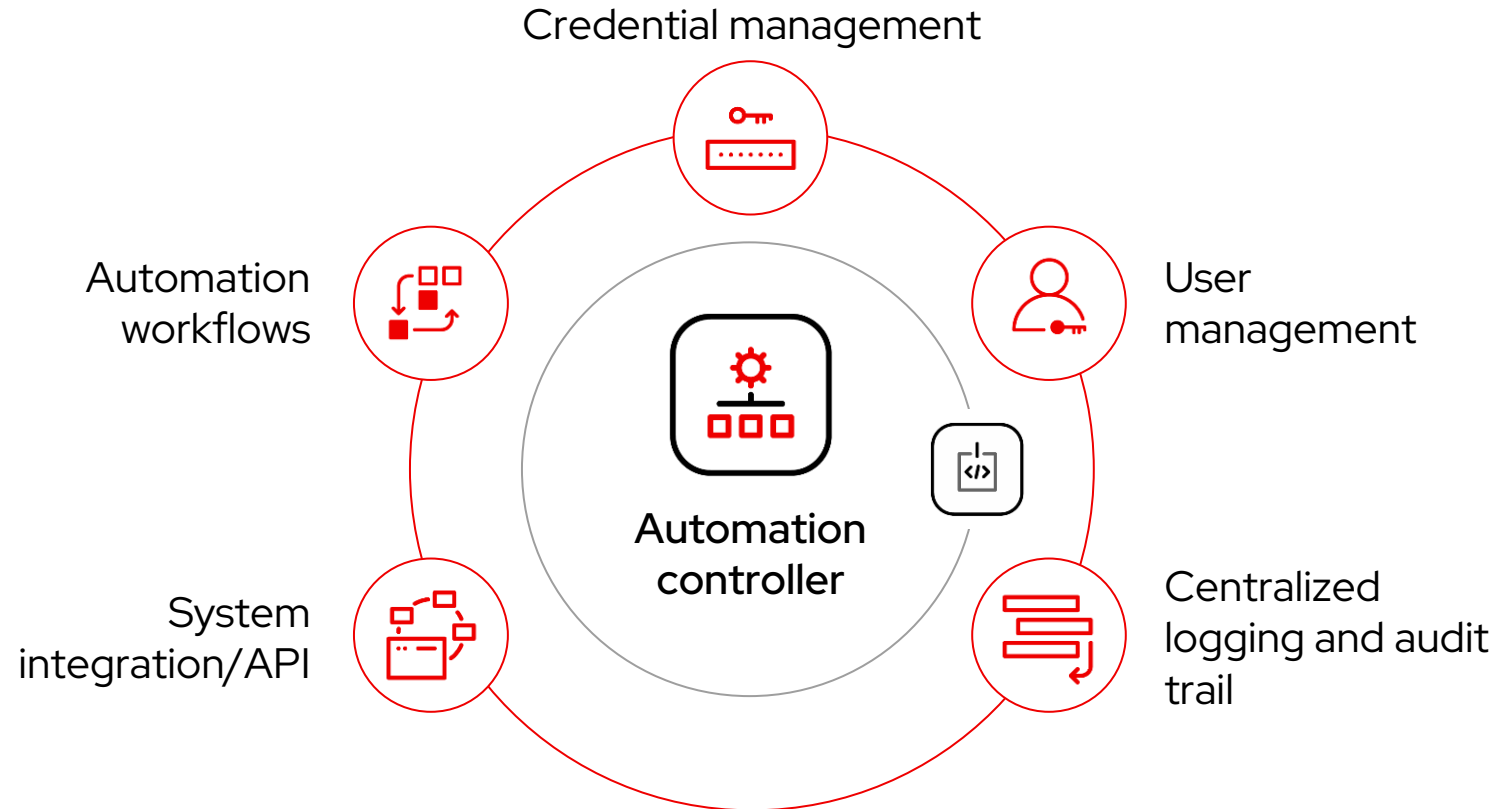 Credential management
Automation
workflows
User
management
Automation
controller
System
integration/API
Centralized
logging and audit
trail